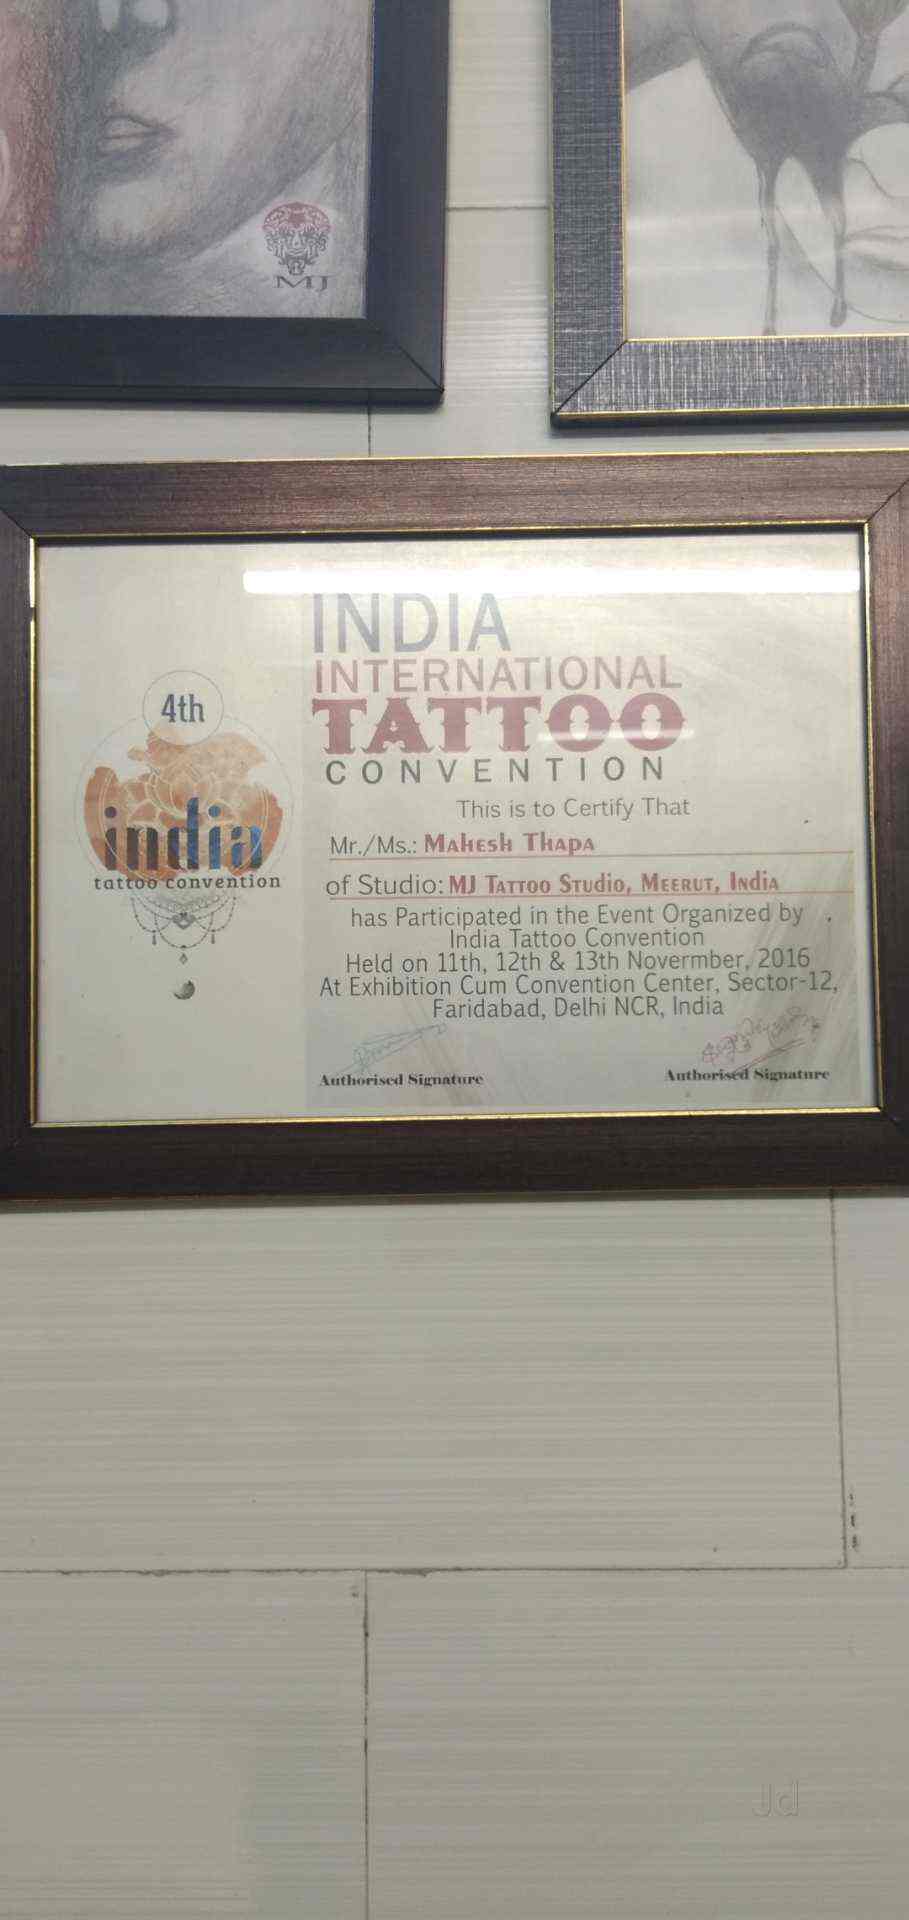 MJ
INDIA
INTERNATIONAL
TATTOO
CONVENTION
4th
india
tattoo convention
This is to Certify That
Mr./Ms.: Mahesh Thapa
of Studio: MJ Tattoo Studio, Meerut, India
has Participated in the Event Organized by
India Tattoo Convention
Held on 11th, 12th & 13th Novermber, 2016
At Exhibition Cum Convention Center, Sector-12,
Faridabad, Delhi NCR, India
Authorised Signature
Authorised Signature
Jd